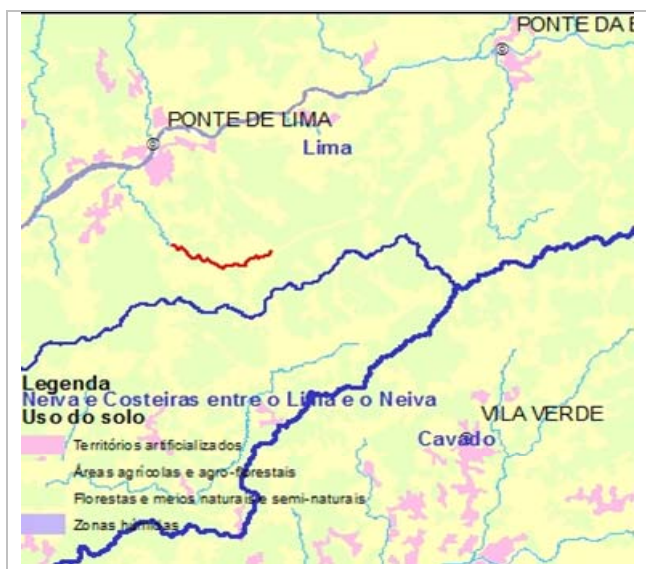 PONTE DA
PONTE DE LIMA
Lima
Legenda
Neiva e Costeiras entre o Lima e o Neiva
Uso do solo
VILA VERDE
Cavado
Territórios artificializados
Áreas agrícolas e agro-florestais
Florestas e meios naturais e semi-naturais
Zonas húmidas